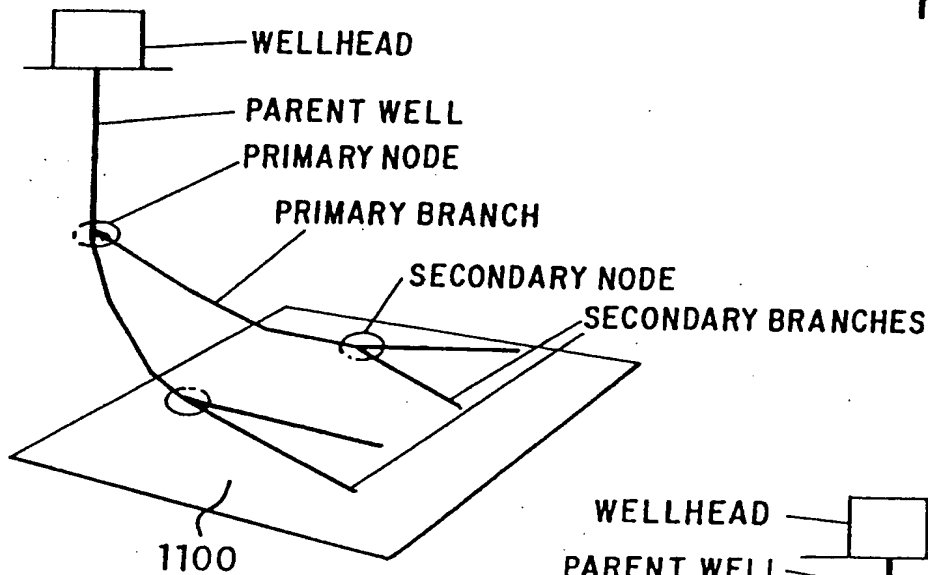 WELLHEAD
PARENT WELL
PRIMARY NODE
PRIMARY BRANCH
SECONDARY NODE
SECONDARY BRANCHES
1100
WELLHEAD
PARENT WELL